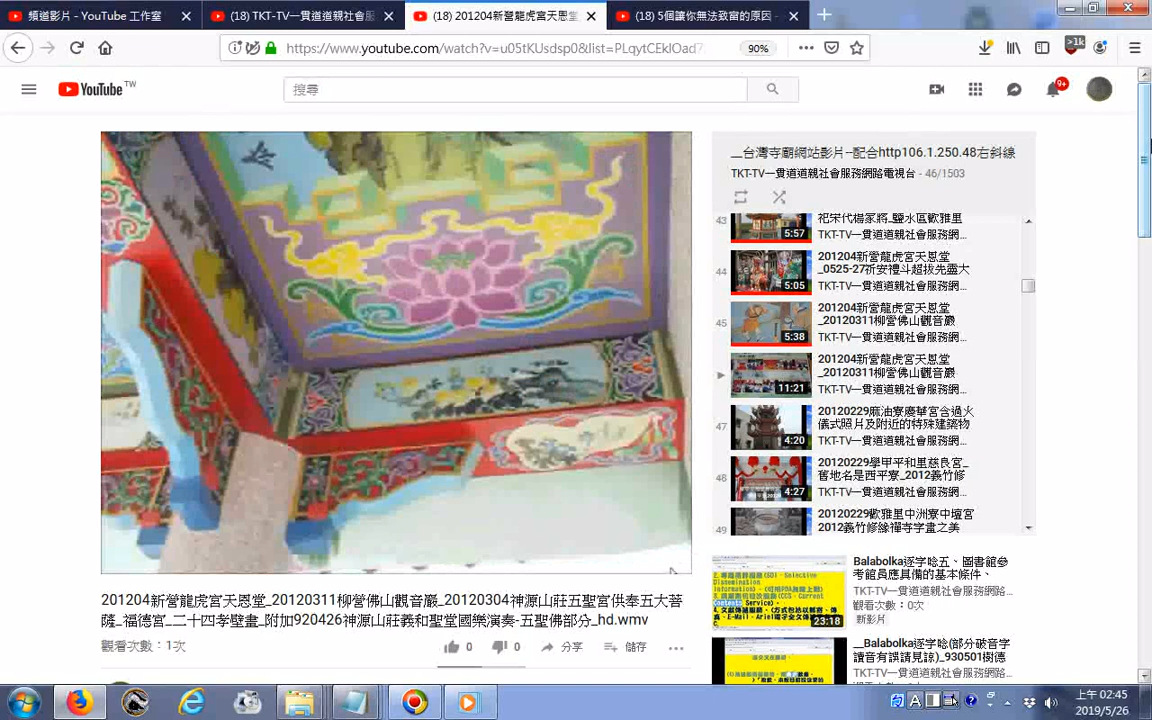 頻道影片 - YouTube 工作室
(18) TKT-TV一貫道道親社會服
(18) 201204新營龍虎宮天恩堂
(18) 5個讓你無法致富的原因 -
https://www.youtube.com/watch?v=u05tKUsdsp0&list=PLqytCEklOad7
90%
>1k
YouTube TW
搜尋
9+
__台灣寺廟網站影片--配合http106.1.250.48右斜線
TKT-TV一貫道道親社會服務網路電視台 - 46/1503
43
祀宋代楊家將_鹽水區歡雅里
TKT-TV一貫道道親社會服務網...
5:57
44
201204新營龍虎宮天恩堂
_0525-27祈安禮斗超拔先靈大
TKT-TV一貫道道親社會服務網...
5:05
45
201204新營龍虎宮天恩堂
_20120311柳營佛山觀音巖
TKT-TV一貫道道親社會服務網...
5:38
201204新營龍虎宮天恩堂
_20120311柳營佛山觀音巖
TKT-TV一貫道道親社會服務網...
11:21
47
20120229麻油寮慶華宮含過火
儀式照片及附近的特殊建築物
TKT-TV一貫道道親社會服務網...
4:20
48
20120229學甲平和里慈良宮_
舊地名是西平寮_2012義竹修
TKT-TV一貫道道親社會服務網...
4:27
49
20120229歡雅里中洲寮中壇宮
2012義竹修緣禪寺字畫之美
201204新營龍虎宮天恩堂_20120311柳營佛山觀音巖_20120304神源山莊五聖宮供奉五大菩
薩_福德宮_二十四孝壁畫_附加920426神源山莊義和聖堂國樂演奏-五聖佛部分_hd.wmv
觀看次數：1次
0
0
分享
儲存
Balabolka逐字唸五、圖書館參
考館員應具備的基本條件、
TKT-TV一貫道道親社會服務網路...
觀看次數：0次
新影片
23:18
__Balabolka逐字唸(部分破音字
讀音有誤請見諒)_930501樹德
TKT-TV一貫道道親社會服務網路...
上午 02:45
2019/5/26